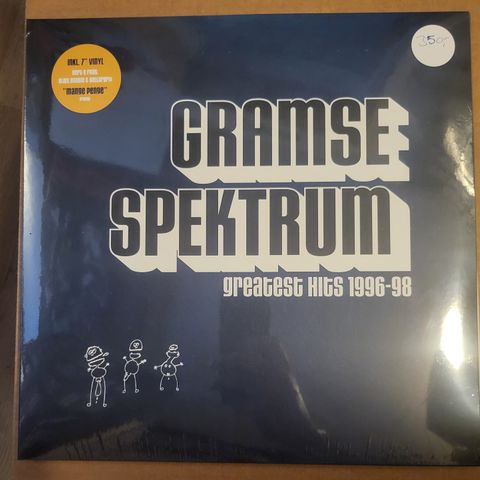 INKL. 7" VINYL
"MANGE PENGE"
350,-
GRAMSE
SPEKTRUM
greatest Hits 1996-98